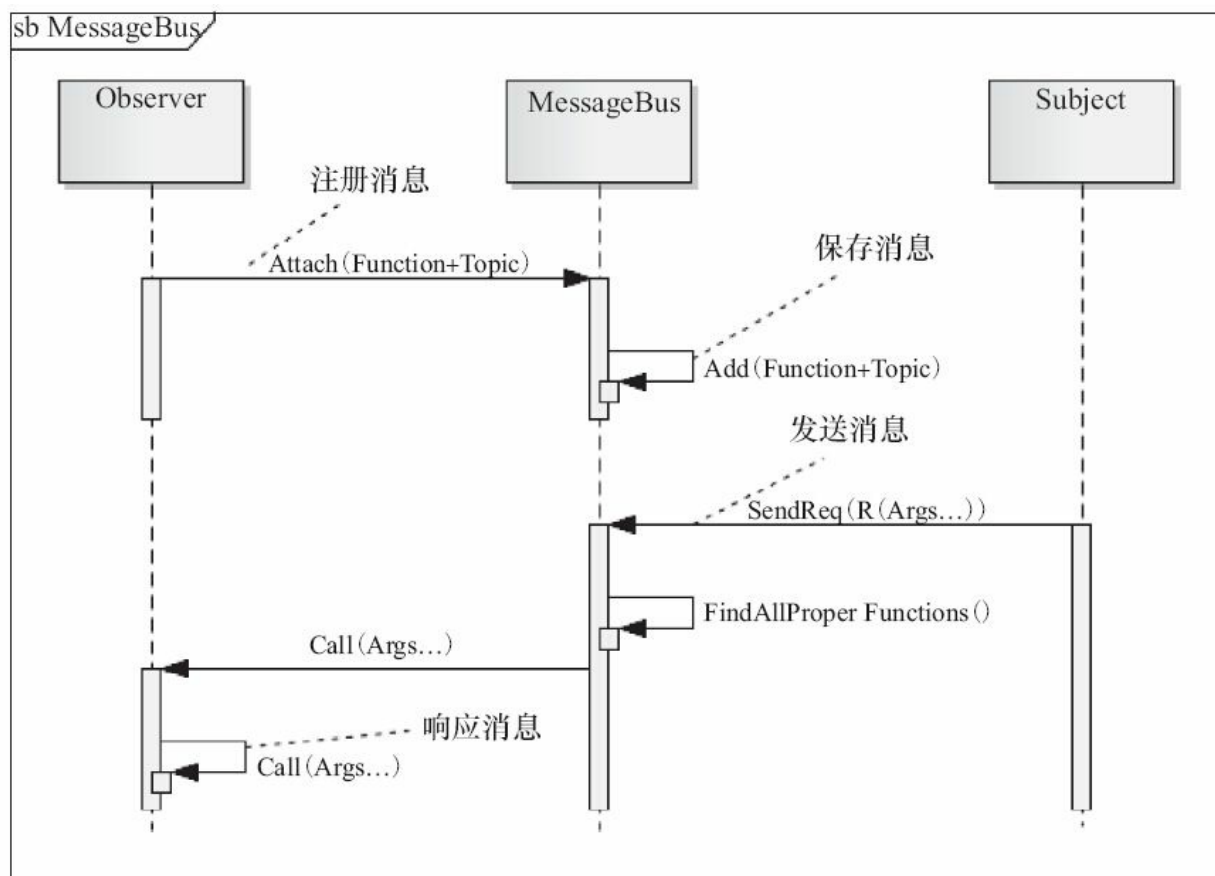 sb MessageBus
Observer
MessageBus
Subject
注册消息
Attach(Function+Topic)
保存消息
Add(Function+Topic)
发送消息
SendReq(R(Args…))
FindAllProper Functions()
Call(Args…)
响应消息
Call(Args…)